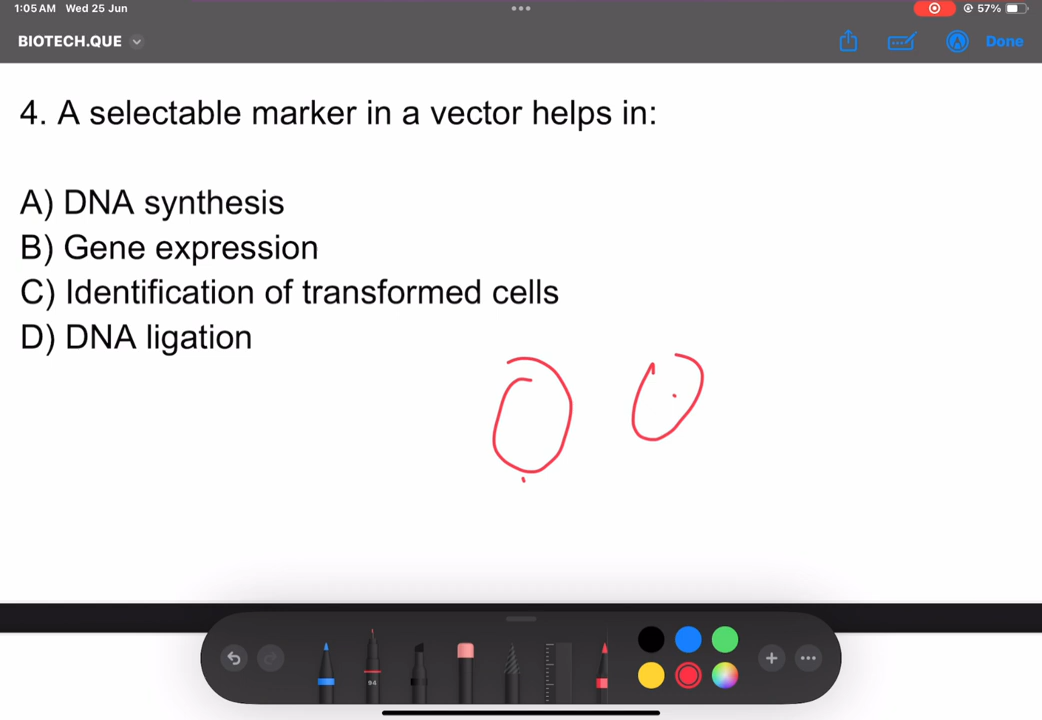 1:05 AM Wed 25 Jun
57%
BIOTECH.QUE
Done
4. A selectable marker in a vector helps in:
A) DNA synthesis
B) Gene expression
C) Identification of transformed cells
D) DNA ligation
94